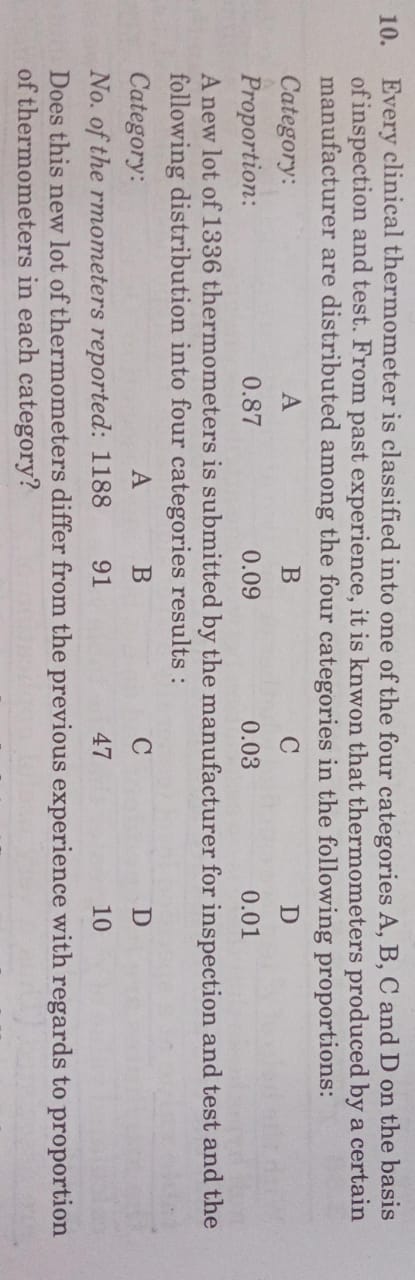 10. Every clinical thermometer is classified into one of the four categories A, B, C and D on the basis
of inspection and test. From past experience, it is knwon that thermometers produced by a certain
manufacturer are distributed among the four categories in the following proportions:
Category: A B C D
Proportion: 0.87 0.09 0.03 0.01
A new lot of 1336 thermometers is submitted by the manufacturer for inspection and test and the
following distribution into four categories results :
Category: A B C D
No. of the rmometers reported: 1188 91 47 10
Does this new lot of thermometers differ from the previous experience with regards to proportion
of thermometers in each category?